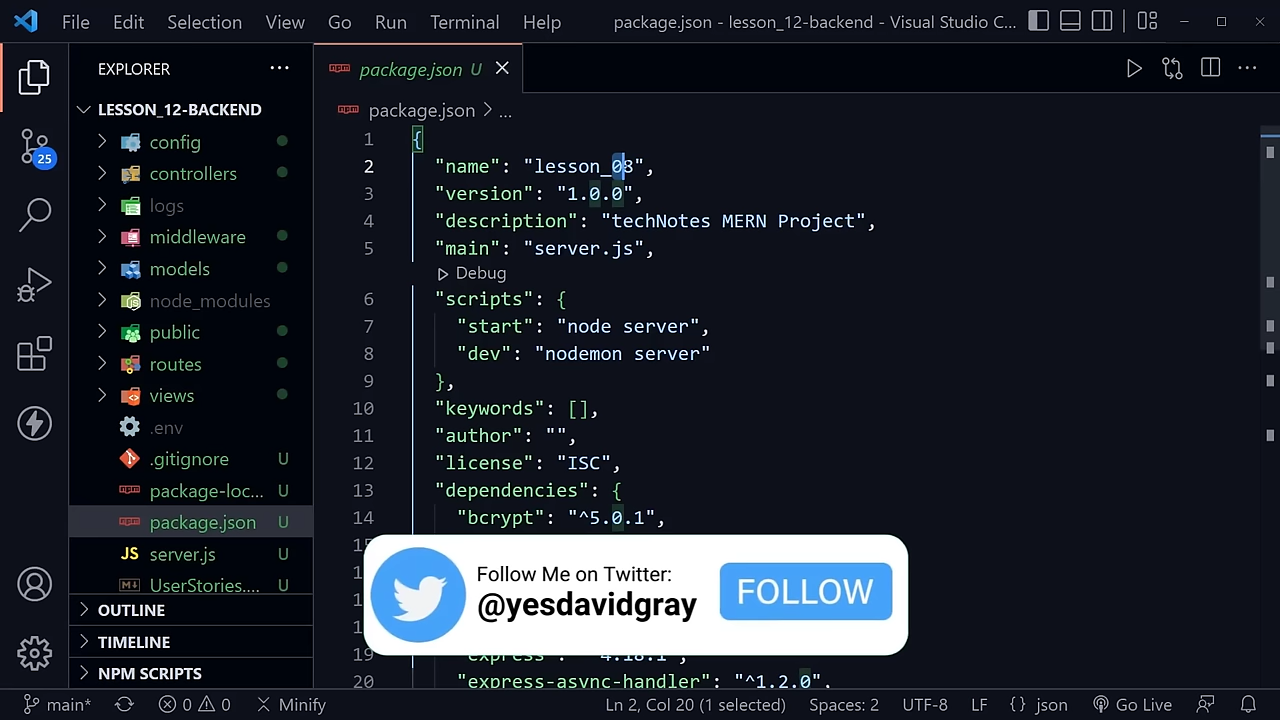 File Edit Selection View Go Run Terminal Help package.json - lesson_12-backend - Visual Studio C...
EXPLORER
LESSON_12-BACKEND
config
controllers
logs
middleware
models
node_modules
public
routes
views
.env
.gitignore U
package-loc... U
package.json U
JS server.js U
UserStories....
OUTLINE
TIMELINE
NPM SCRIPTS
25
package.json U
package.json > ...
1 {
2 "name": "lesson_03",
3 "version": "1.0.0",
4 "description": "techNotes MERN Project",
5 "main": "server.js",
Debug
6 "scripts": {
7 "start": "node server",
8 "dev": "nodemon server"
9 },
10 "keywords": [],
11 "author": "",
12 "license": "ISC",
13 "dependencies": {
14 "bcrypt": "^5.0.1",
Follow Me on Twitter:
@yesdavidgray
FOLLOW
19 "express": "^4.18.1",
20 "express-async-handler": "^1.2.0",
main* 0 0 Minify Ln 2, Col 20 (1 selected) Spaces: 2 UTF-8 LF {} json Go Live